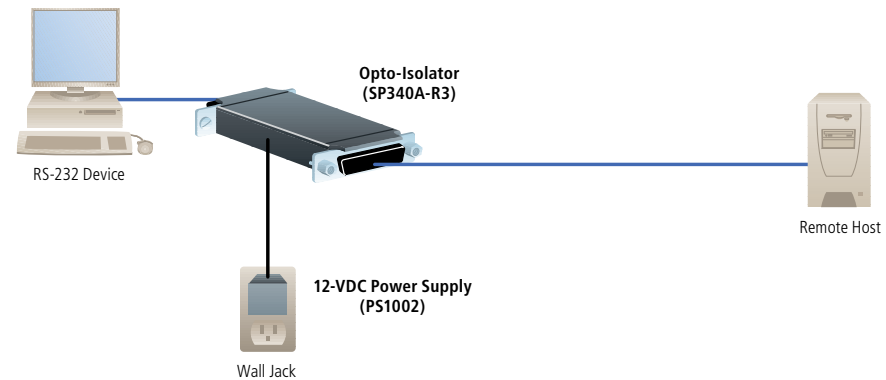 Opto-Isolator
(SP340A-R3)
RS-232 Device
Remote Host
12-VDC Power Supply
(PS1002)
Wall Jack